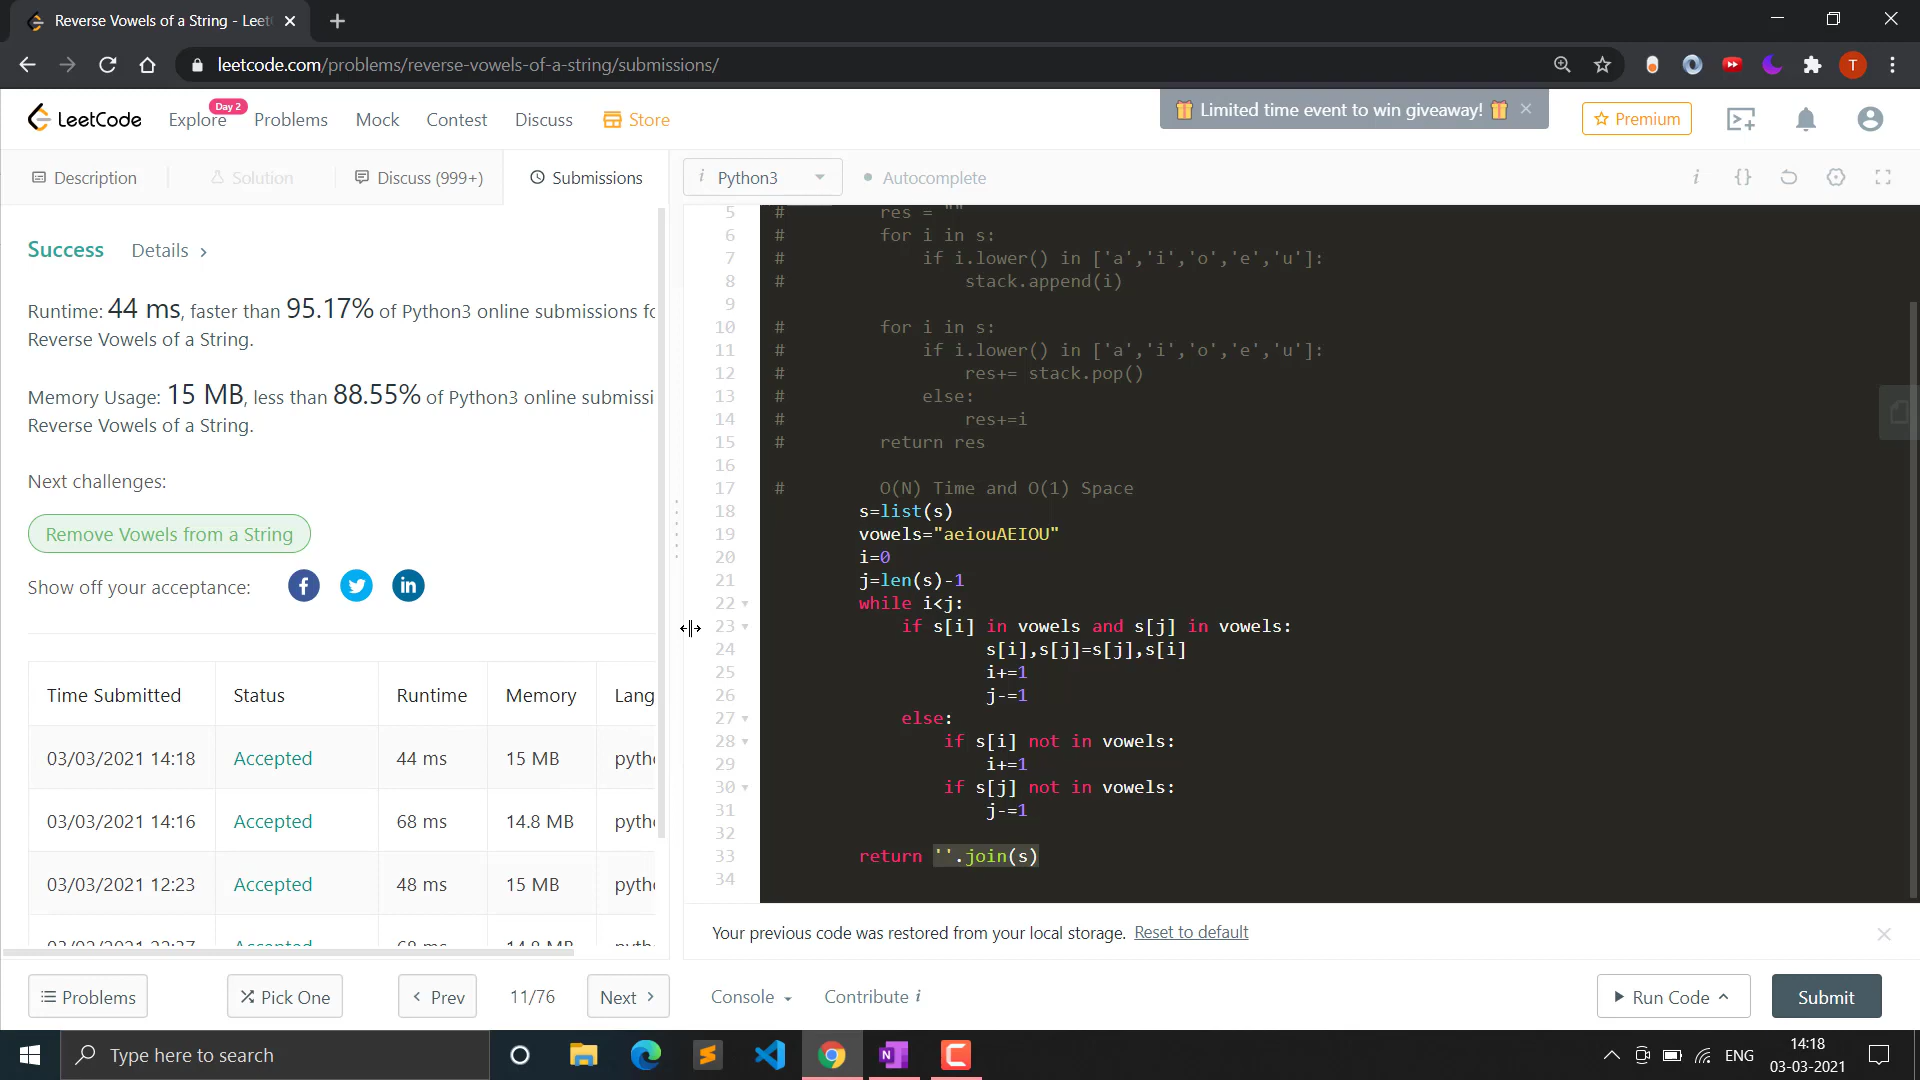 Reverse Vowels of a String - Leet
leetcode.com/problems/reverse-vowels-of-a-string/submissions/
T
LeetCode
Explore
Day 2
Problems
Mock
Contest
Discuss
Store
Limited time event to win giveaway!
Premium
Description
Solution
Discuss (999+)
Submissions
i Python3
Autocomplete
i
{}
Success
Details >
Runtime: 44 ms, faster than 95.17% of Python3 online submissions fo
Reverse Vowels of a String.
Memory Usage: 15 MB, less than 88.55% of Python3 online submissi
Reverse Vowels of a String.
Next challenges:
Remove Vowels from a String
Show off your acceptance:
Time Submitted Status Runtime Memory Lang
03/03/2021 14:18 Accepted 44 ms 15 MB pyth
03/03/2021 14:16 Accepted 68 ms 14.8 MB pyth
03/03/2021 12:23 Accepted 48 ms 15 MB pyth
5 # res = ""
6 # for i in s:
7 # if i.lower() in ['a','i','o','e','u']:
8 # stack.append(i)
9
10 # for i in s:
11 # if i.lower() in ['a','i','o','e','u']:
12 # res+= stack.pop()
13 # else:
14 # res+=i
15 # return res
16
17 # O(N) Time and O(1) Space
18 s=list(s)
19 vowels="aeiouAEIOU"
20 i=0
21 j=len(s)-1
22 while i<j:
23 if s[i] in vowels and s[j] in vowels:
24 s[i],s[j]=s[j],s[i]
25 i+=1
26 j-=1
27 else:
28 if s[i] not in vowels:
29 i+=1
30 if s[j] not in vowels:
31 j-=1
32
33 return ''.join(s)
34
Your previous code was restored from your local storage. Reset to default
Problems
Pick One
< Prev
11/76
Next >
Console
Contribute i
Run Code
Submit
Type here to search
ENG
14:18
03-03-2021